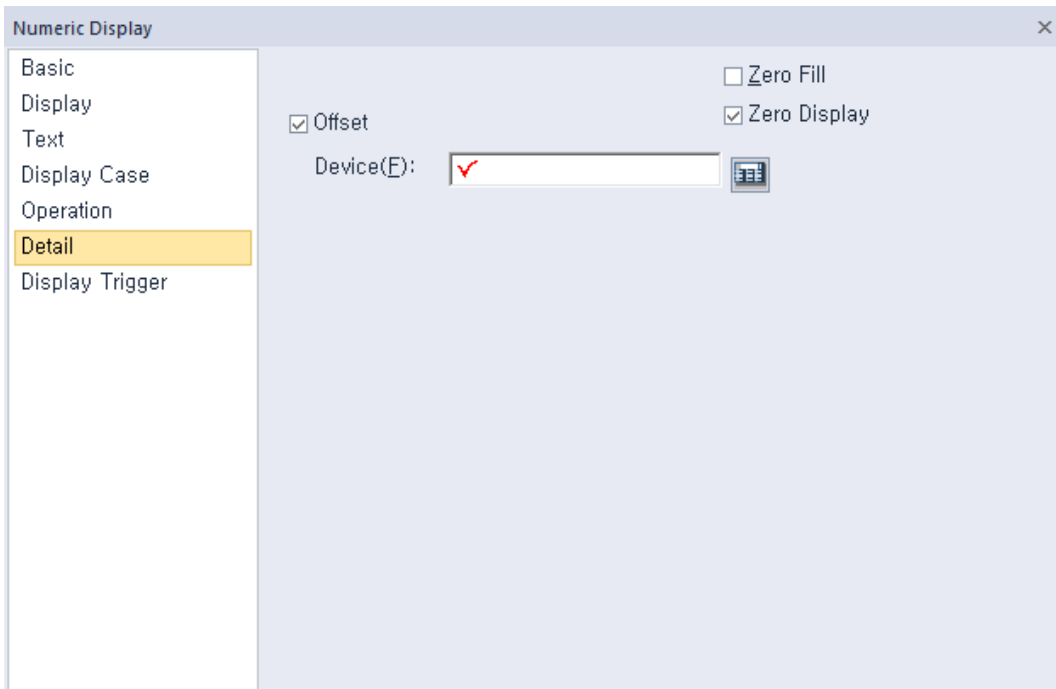 Numeric Display
Basic
Display
Text
Display Case
Operation
Detail
Display Trigger
Zero Fill
Offset
Zero Display
Device(F):